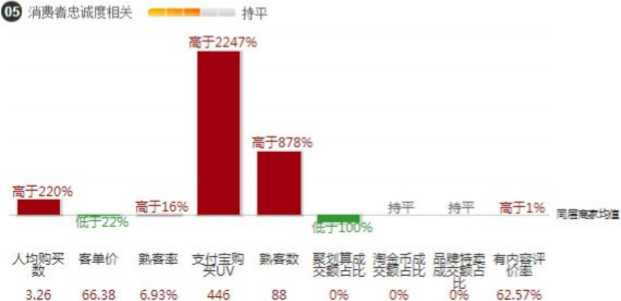 05 消费者忠诚度相关 持平
高于2247%
高于878%
高于220%
低于22%
高于16%
低于100%
持平 持平
高于1%
同层商家均值
人均购买数 客单价 熟客率 支付宝购买UV 熟客数 聚划算成交额占比 淘金币成交额占比 品牌特卖成交额占比 有内容评价率
3.26 66.38 6.93% 446 88 0% 0% 0% 62.57%